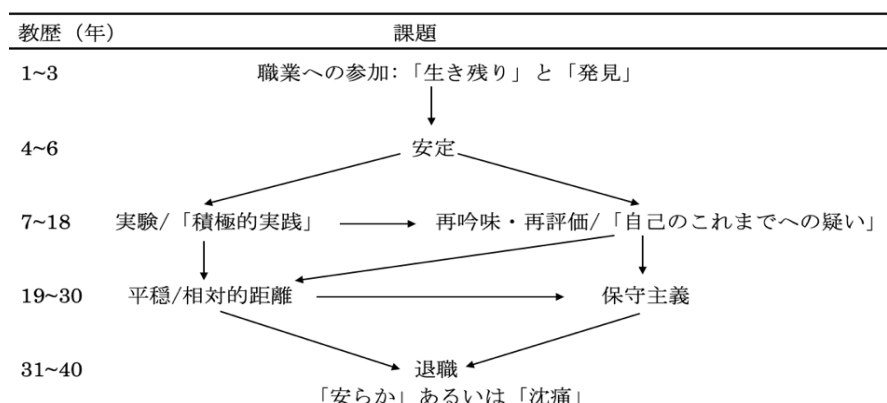 教歴（年） 課題
1~3 職業への参加:「生き残り」と「発見」
4~6 安定
7~18 実験/「積極的実践」 再吟味・再評価/「自己のこれまでへの疑い」
19~30 平穏/相対的距離 保守主義
31~40 退職
「安らか」あるいは「沈痛」